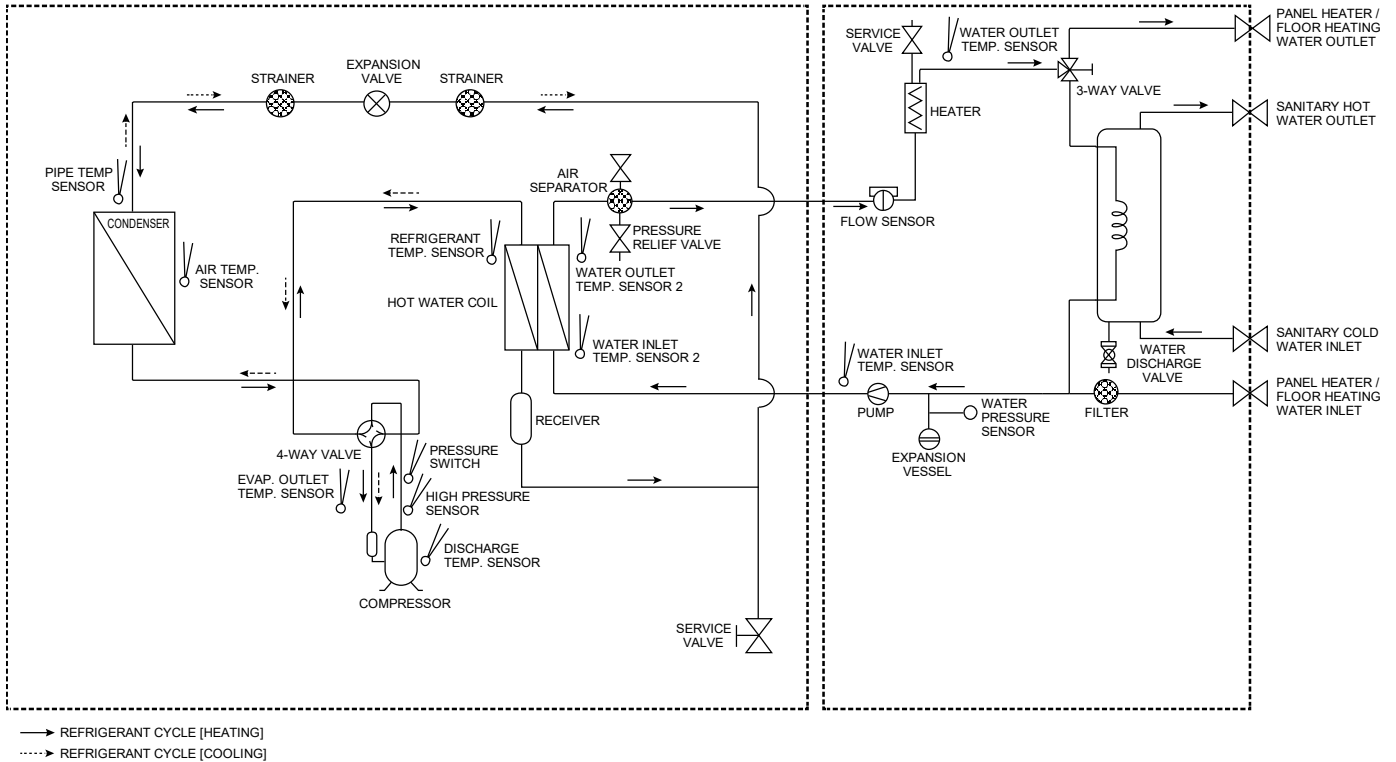 PANEL HEATER /
FLOOR HEATING
WATER OUTLET
SERVICE
VALVE
WATER OUTLET
TEMP. SENSOR
STRAINER
EXPANSION
VALVE
STRAINER
3-WAY VALVE
HEATER
SANITARY HOT
WATER OUTLET
PIPE TEMP
SENSOR
AIR
SEPARATOR
CONDENSER
FLOW SENSOR
PRESSURE
RELIEF VALVE
REFRIGERANT
TEMP. SENSOR
AIR TEMP.
SENSOR
WATER OUTLET
TEMP. SENSOR 2
HOT WATER COIL
WATER INLET
TEMP. SENSOR 2
SANITARY COLD
WATER INLET
WATER INLET
TEMP. SENSOR
WATER
DISCHARGE
VALVE
PANEL HEATER /
FLOOR HEATING
WATER INLET
PUMP
WATER
PRESSURE
SENSOR
FILTER
RECEIVER
EXPANSION
VESSEL
4-WAY VALVE
PRESSURE
SWITCH
EVAP. OUTLET
TEMP. SENSOR
HIGH PRESSURE
SENSOR
DISCHARGE
TEMP. SENSOR
COMPRESSOR
SERVICE
VALVE
REFRIGERANT CYCLE [HEATING]
REFRIGERANT CYCLE [COOLING]